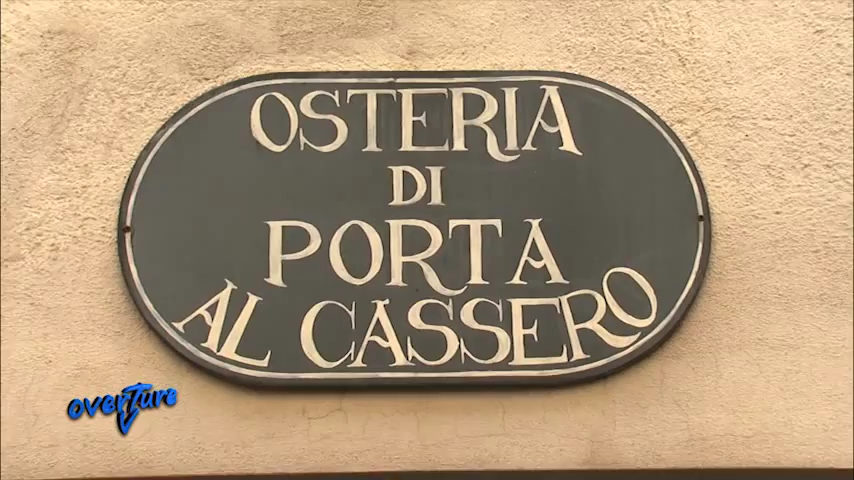 OSTERIA
DI
PORTA
AL CASSERO
overTure